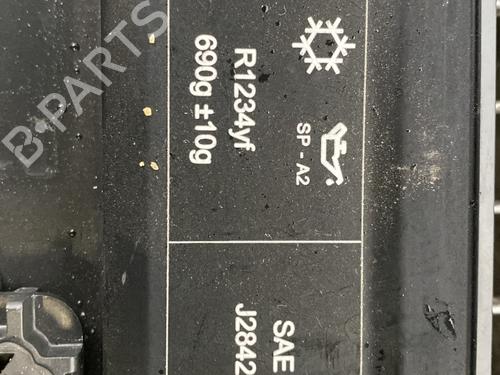 SP - A2
R1234yf
690g ±10g
SAE
J2842
B-PARTS